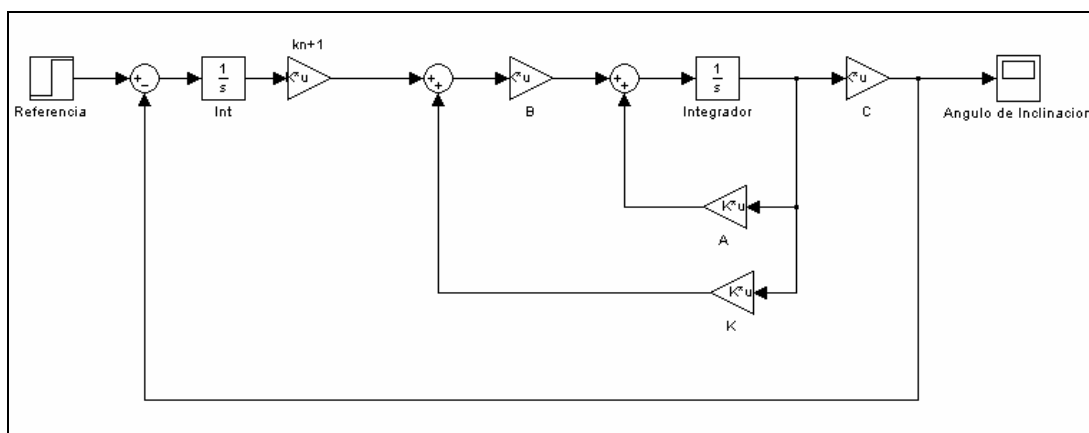 kn+1
+
−
1
s
K*u
+
+
K*u
+
+
1
s
K*u
Referencia
Int
B
Integrador
C
Angulo de Inclinacion
K*u
A
K*u
K